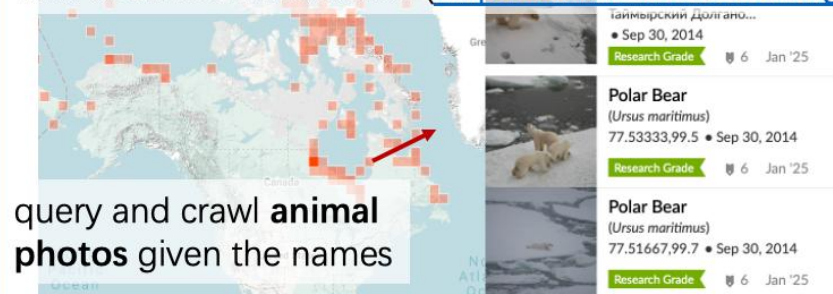 Таймырский Долгано...
• Sep 30, 2014
Research Grade 6 Jan '25
Polar Bear
(Ursus maritimus)
77.53333,99.5 • Sep 30, 2014
Research Grade 6 Jan '25
Polar Bear
(Ursus maritimus)
77.51667,99.7 • Sep 30, 2014
Research Grade 6 Jan '25
Canada
query and crawl animal
photos given the names
Ocean